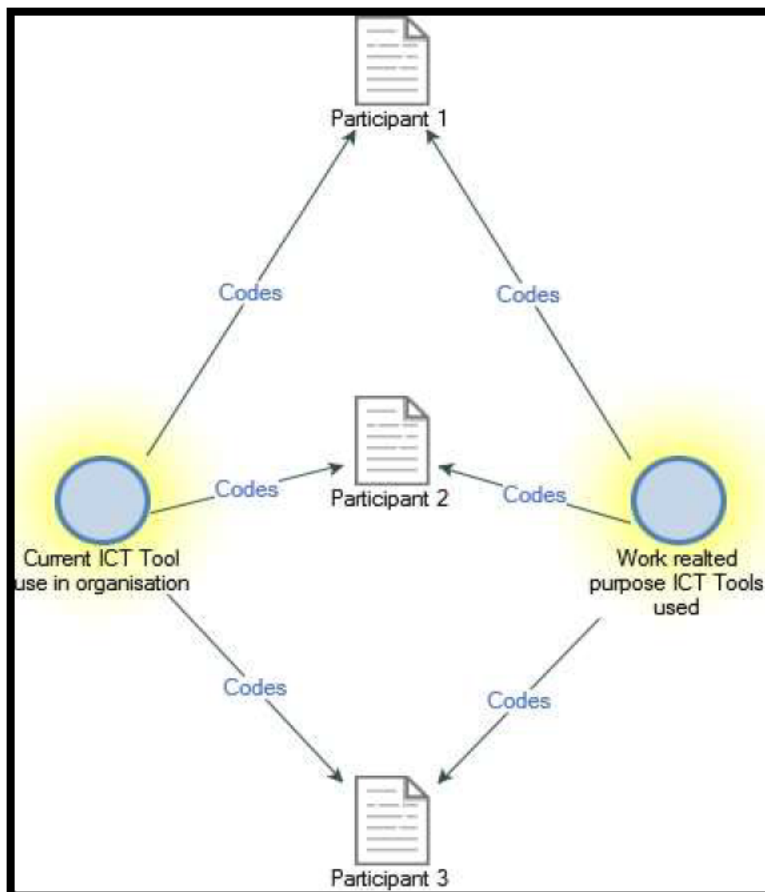 Participant 1
Codes
Codes
Participant 2
Codes
Codes
Current ICT Tool
use in organisation
Work realted
purpose ICT Tools
used
Codes
Codes
Participant 3